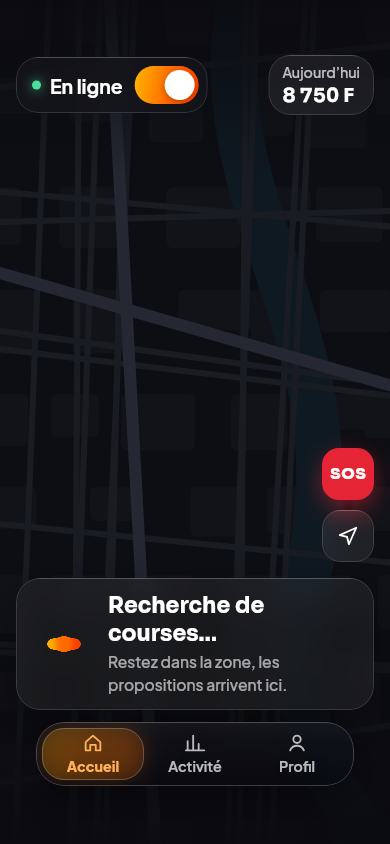 En ligne
Aujourd’hui
8 750 F
SOS
Recherche de
courses...
Restez dans la zone, les
propositions arrivent ici.
Accueil
Activité
Profil